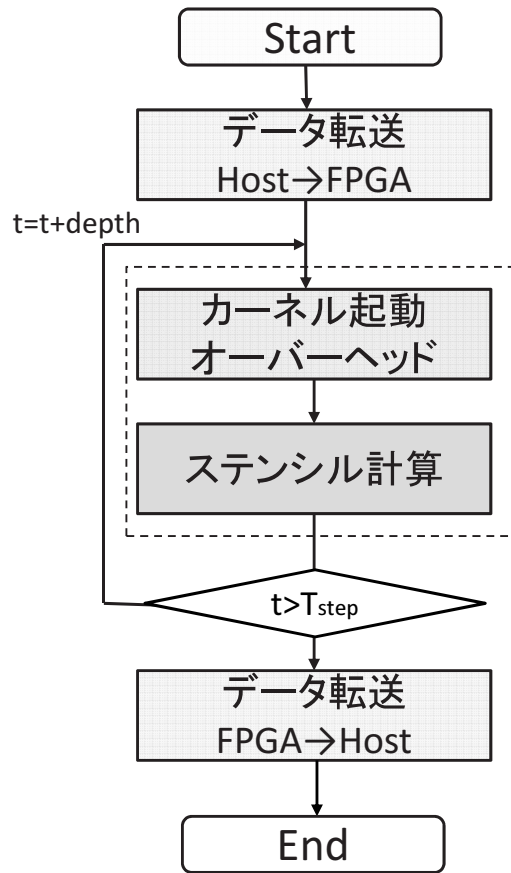 Start
データ転送
Host→FPGA
t=t+depth
カーネル起動
オーバーヘッド
ステンシル計算
t>Tstep
データ転送
FPGA→Host
End